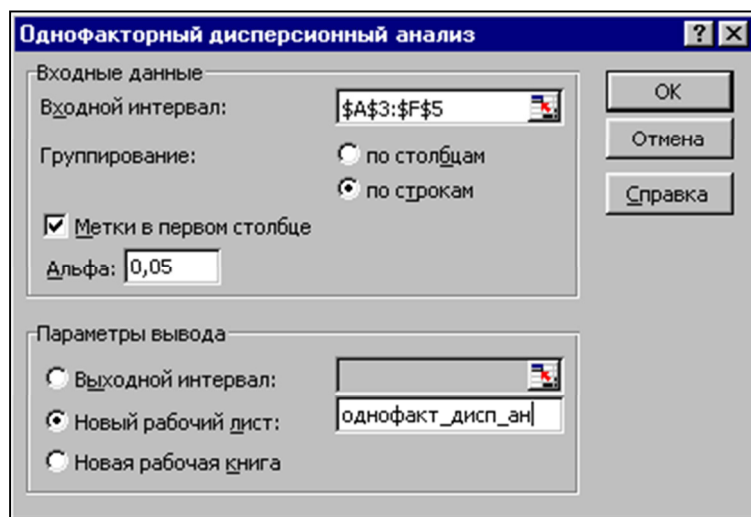 Однофакторный дисперсионный анализ
Входные данные
Входной интервал: $A$3:$F$5
Группирование: по столбцам
по строкам
Метки в первом столбце
Альфа: 0,05
ОК
Отмена
Справка
Параметры вывода
Выходной интервал:
Новый рабочий лист: однофакт_дисп_ан
Новая рабочая книга